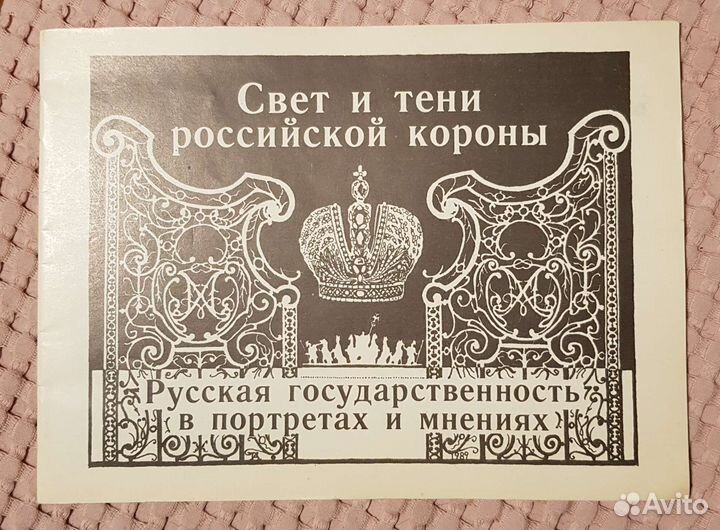 Свет и тени
российской короны
Русская государственность
в портретах и мнениях
1989
Avito